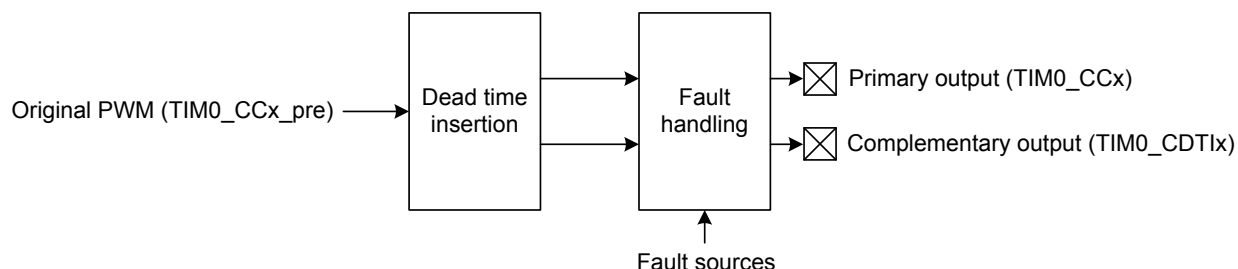 Original PWM (TIM0_CCx_pre)
Dead time
insertion
Fault
handling
Primary output (TIM0_CCx)
Complementary output (TIM0_CDTIx)
Fault sources